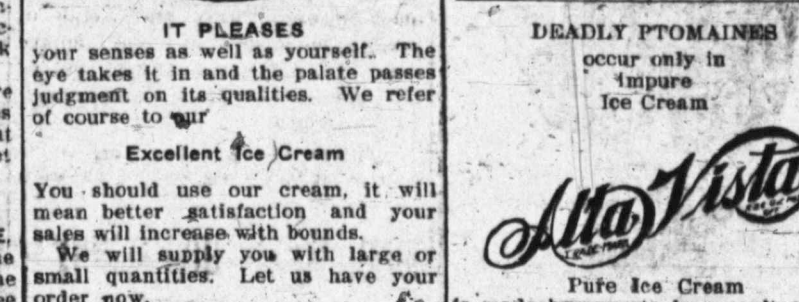 IT PLEASES
your senses as well as yourself. The
eye takes it in and the palate passes
judgment on its qualities. We refer
of course to our
Excellent Ice Cream
You should use our cream, it will
mean better satisfaction and your
sales will increase with bounds.
We will supply you with large or
small quantities. Let us have your
order now.
DEADLY PTOMAINES
occur only in
impure
Ice Cream
Alta Vista
TRADE MARK
Pure Ice Cream